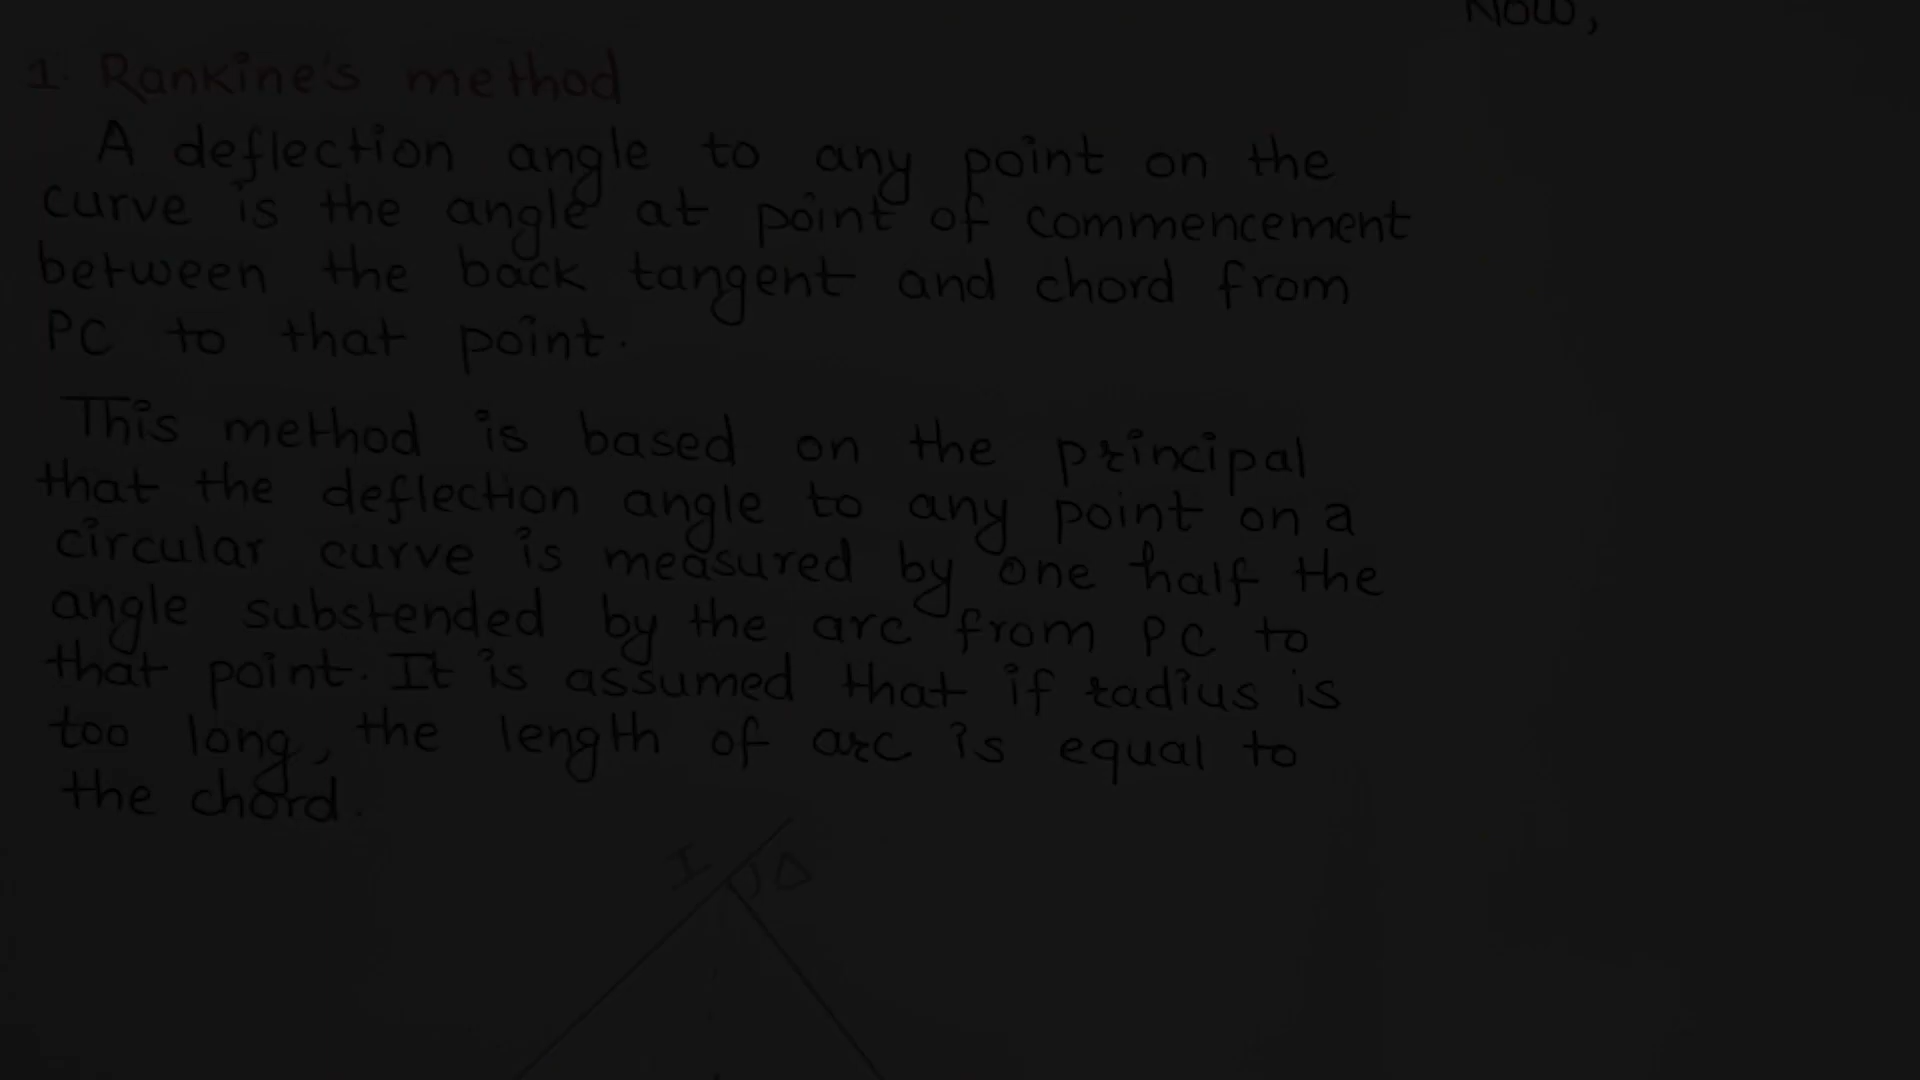 Now,
1. Rankine's method
A deflection angle to any point on the
curve is the angle at point of commencement
between the back tangent and chord from
PC to that point.
This method is based on the principal
that the deflection angle to any point on a
circular curve is measured by one half the
angle substended by the arc from PC to
that point. It is assumed that if radius is
too long, the length of arc is equal to
the chord.
I Δ